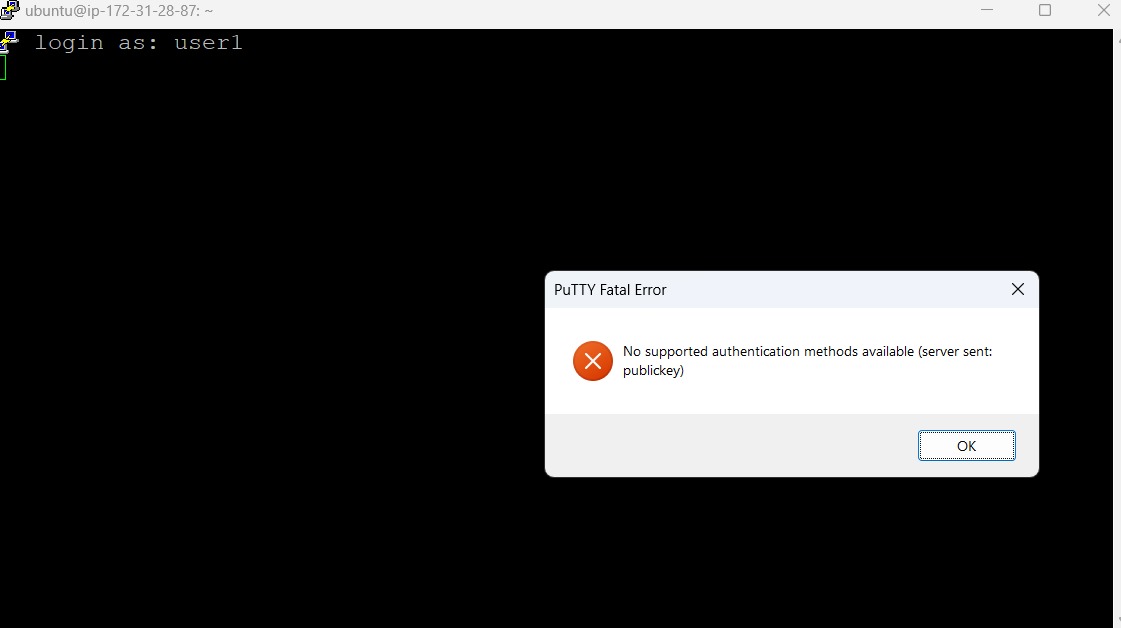 ubuntu@ip-172-31-28-87: ~
login as: user1
PuTTY Fatal Error
No supported authentication methods available (server sent:
publickey)
OK